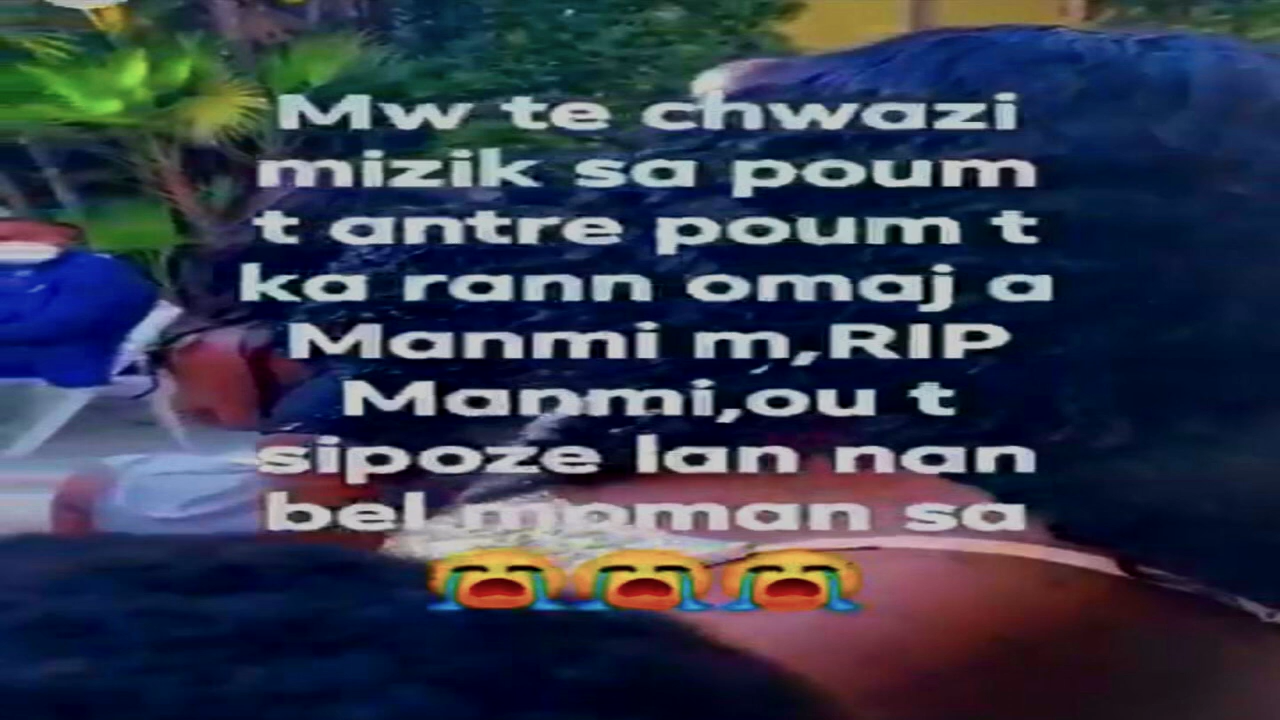 Mw te chwazi
mizik sa poum
t antre poum t
ka rann omaj a
Manmi m,RIP
Manmi,ou t
sipoze lan nan
bel moman sa
😭😭😭